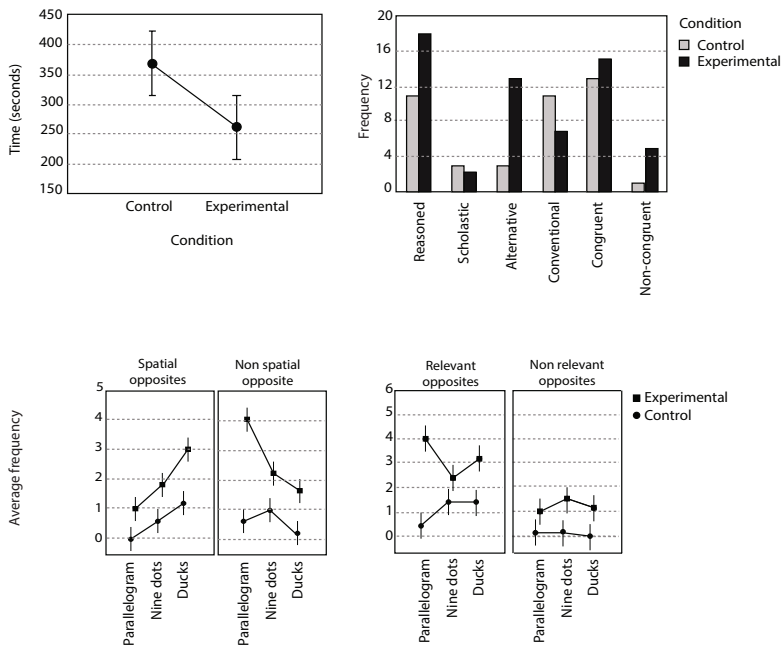 450
400
350
300
250
200
150
Time (seconds)
Control
Experimental
Condition
20
16
12
8
4
0
Frequency
Reasoned
Scholastic
Alternative
Conventional
Congruent
Non-congruent
Condition
Control
Experimental
Spatial
opposites
Non spatial
opposite
5
4
3
2
1
0
Average frequency
Parallelogram
Nine dots
Ducks
Parallelogram
Nine dots
Ducks
Relevant
opposites
Non relevant
opposites
6
5
4
3
2
1
0
Parallelogram
Nine dots
Ducks
Parallelogram
Nine dots
Ducks
Experimental
Control